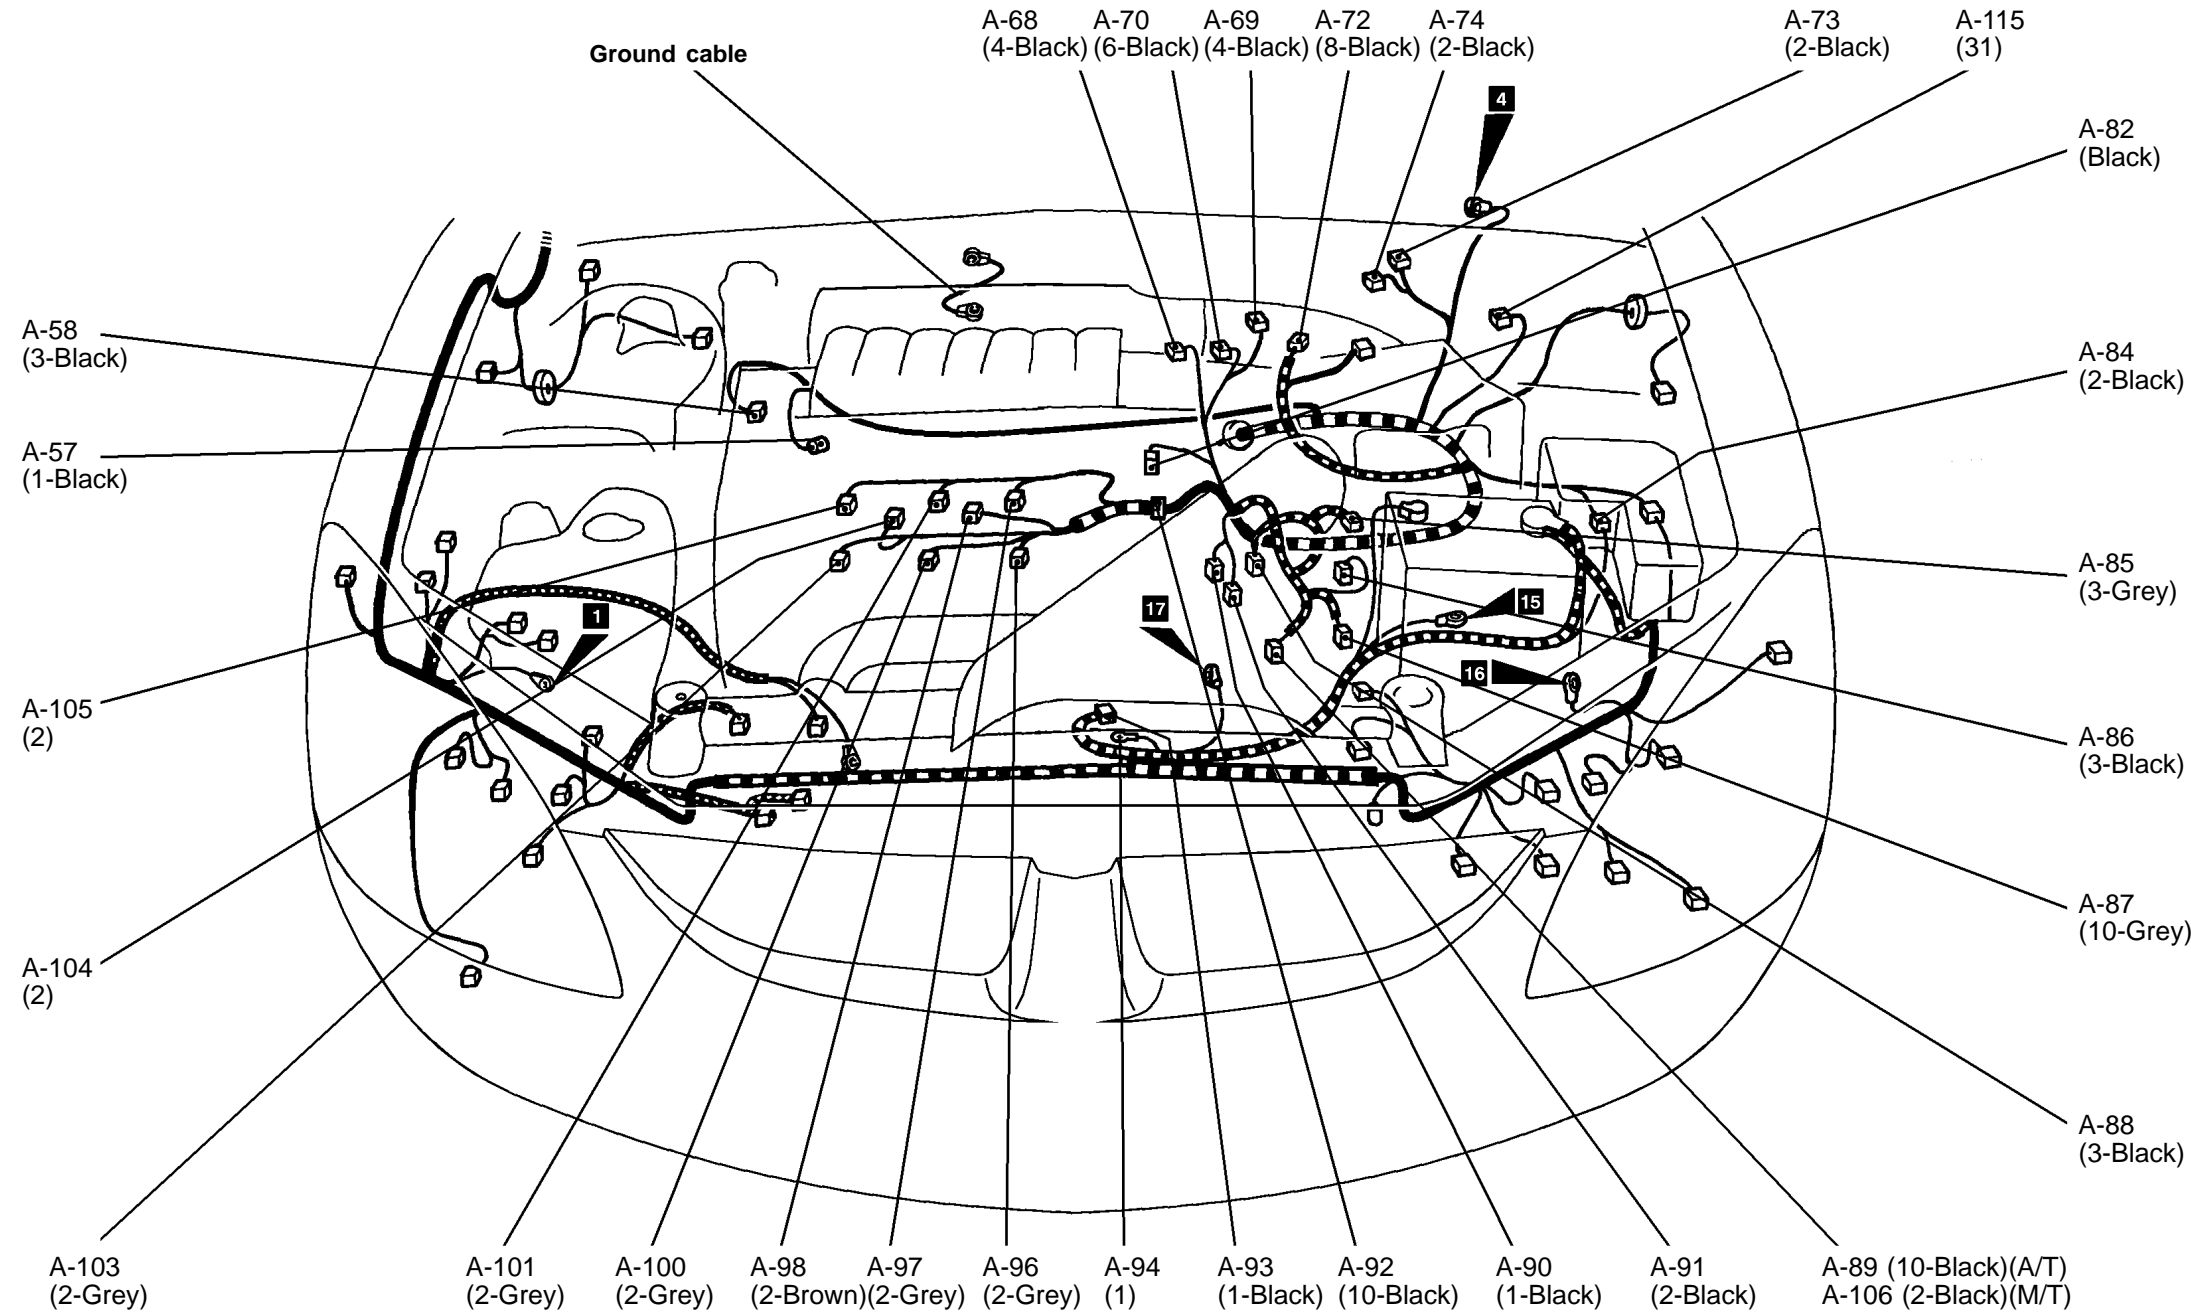 A-68 A-70 A-69 A-72 A-74 A-73 A-115
(4-Black) (6-Black) (4-Black) (8-Black) (2-Black) (2-Black) (31)
Ground cable
4
A-82
(Black)
A-58
(3-Black)
A-84
(2-Black)
A-57
(1-Black)
A-85
(3-Grey)
1
17
15
16
A-105
(2)
A-86
(3-Black)
A-87
(10-Grey)
A-104
(2)
A-88
(3-Black)
A-103 A-101 A-100 A-98 A-97 A-96 A-94 A-93 A-92 A-90 A-91 A-89 (10-Black)(A/T)
(2-Grey) (2-Grey) (2-Grey) (2-Brown) (2-Grey) (2-Grey) (1) (1-Black) (10-Black) (1-Black) (2-Black) A-106 (2-Black)(M/T)